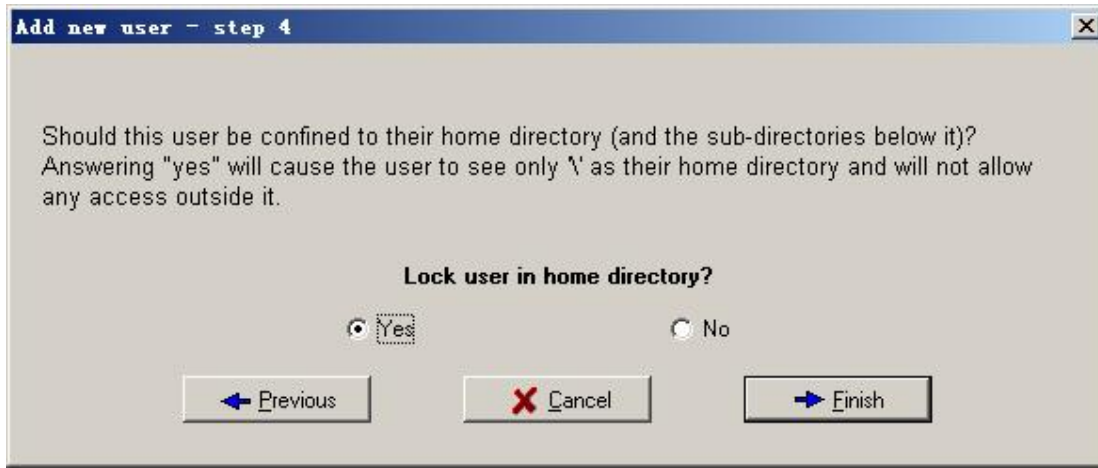 Add new user - step 4
Should this user be confined to their home directory (and the sub-directories below it)?
Answering "yes" will cause the user to see only '\' as their home directory and will not allow
any access outside it.
Lock user in home directory?
Yes No
Previous Cancel Finish